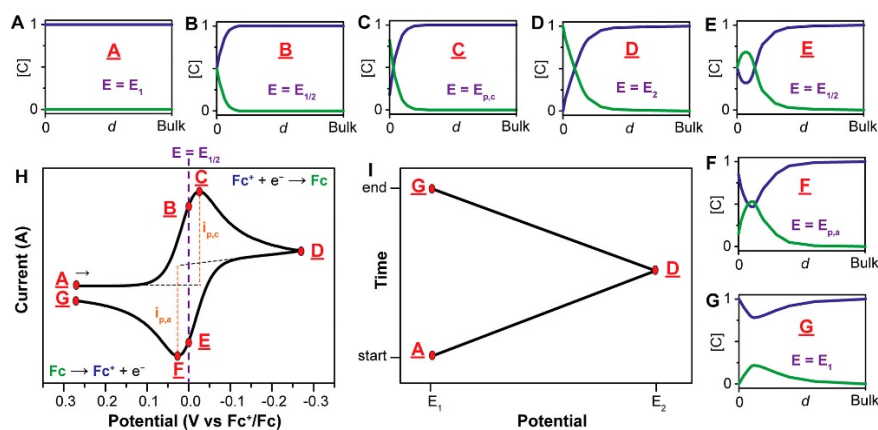 A
1
[C]
0
A
E = E1
0 d Bulk
B
1
B
E = E1/2
0
0 d Bulk
C
1
C
E = Ep,c
0
0 d Bulk
D
1
D
E = E2
0
0 d Bulk
E
1
[C]
E
E = E1/2
0
0 d Bulk
F
1
[C]
F
E = Ep,a
0
0 d Bulk
G
1
[C]
G
E = E1
0
0 d Bulk
H
E = E1/2
C
Fc⁺ + e⁻ → Fc
B
ip,c
A →
G
D
ip,a
E
F
Fc → Fc⁺ + e⁻
Current (A)
0.3 0.2 0.1 0.0 -0.1 -0.2 -0.3
Potential (V vs Fc⁺/Fc)
I
end
G
Time
D
start
A
E1 E2
Potential